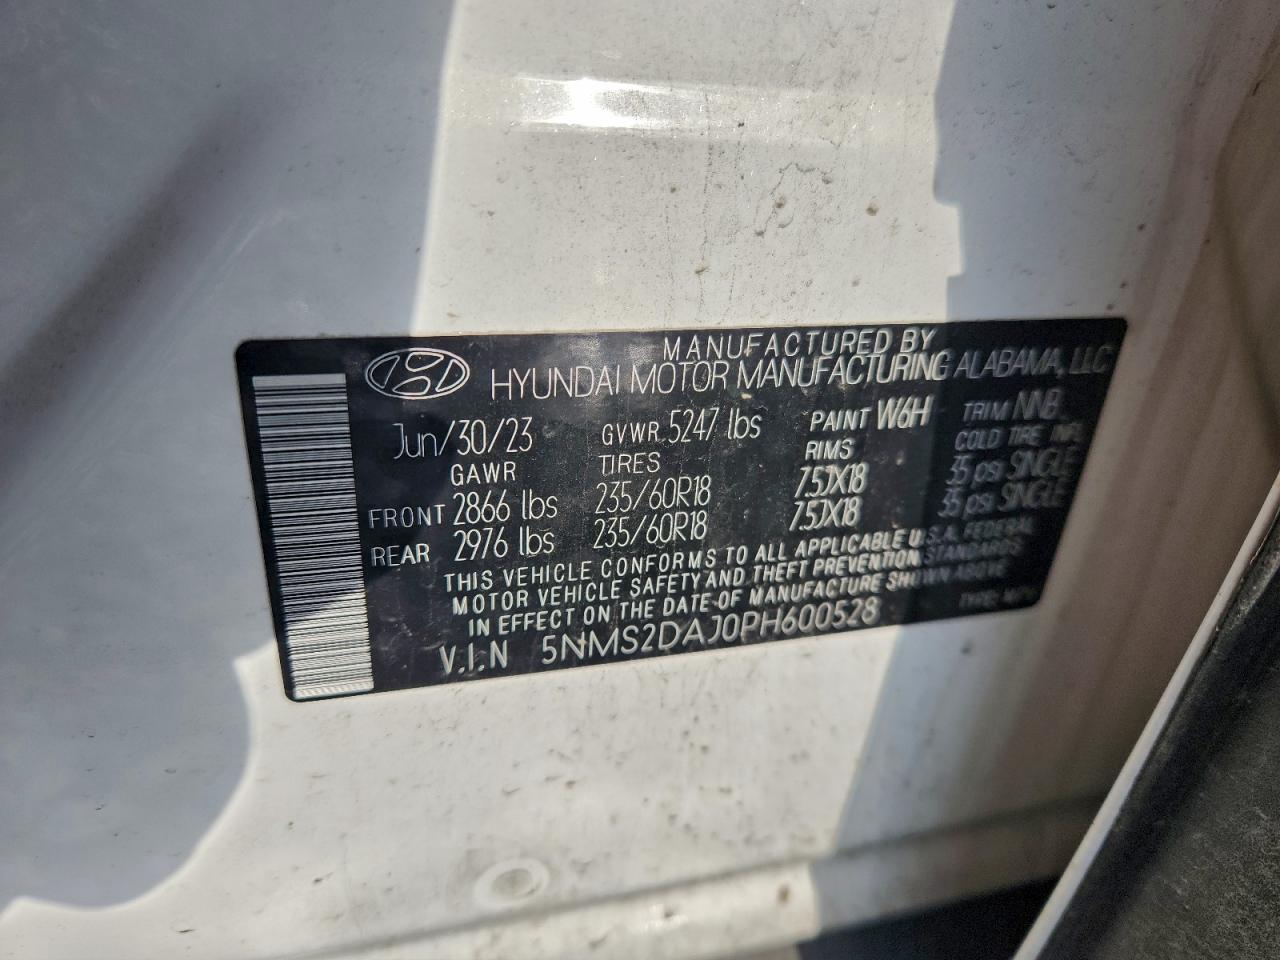 MANUFACTURED BY
HYUNDAI MOTOR MANUFACTURING ALABAMA, LLC
Jun/30/23 GVWR 5247 lbs PAINT W6H TRIM NNB
GAWR TIRES RIMS COLD TIRE INFL
FRONT 2866 lbs 235/60R18 7.5JX18 35 psi SINGLE
REAR 2976 lbs 235/60R18 7.5JX18 35 psi SINGLE
THIS VEHICLE CONFORMS TO ALL APPLICABLE U.S.A. FEDERAL
MOTOR VEHICLE SAFETY AND THEFT PREVENTION STANDARDS
IN EFFECT ON THE DATE OF MANUFACTURE SHOWN ABOVE
V.I.N 5NMS2DAJ0PH600528 TYPE: MPV